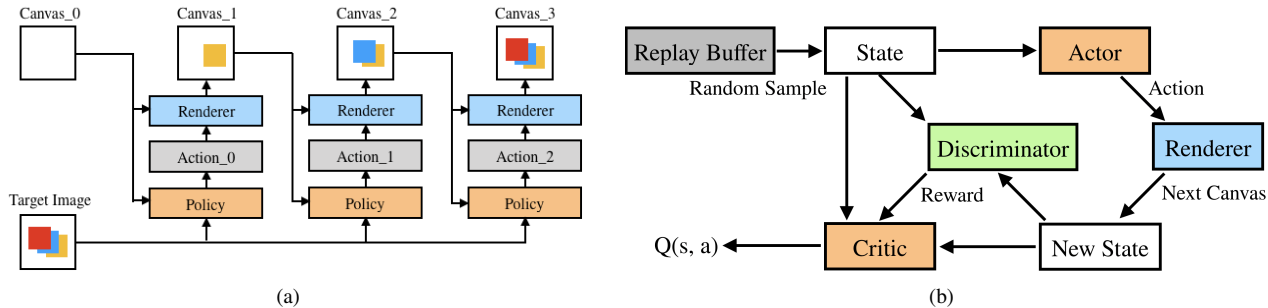 Canvas_0
Canvas_1
Canvas_2
Canvas_3
Renderer
Renderer
Renderer
Action_0
Action_1
Action_2
Target Image
Policy
Policy
Policy
(a)
Replay Buffer
State
Actor
Random Sample
Action
Discriminator
Renderer
Reward
Next Canvas
Q(s, a)
Critic
New State
(b)